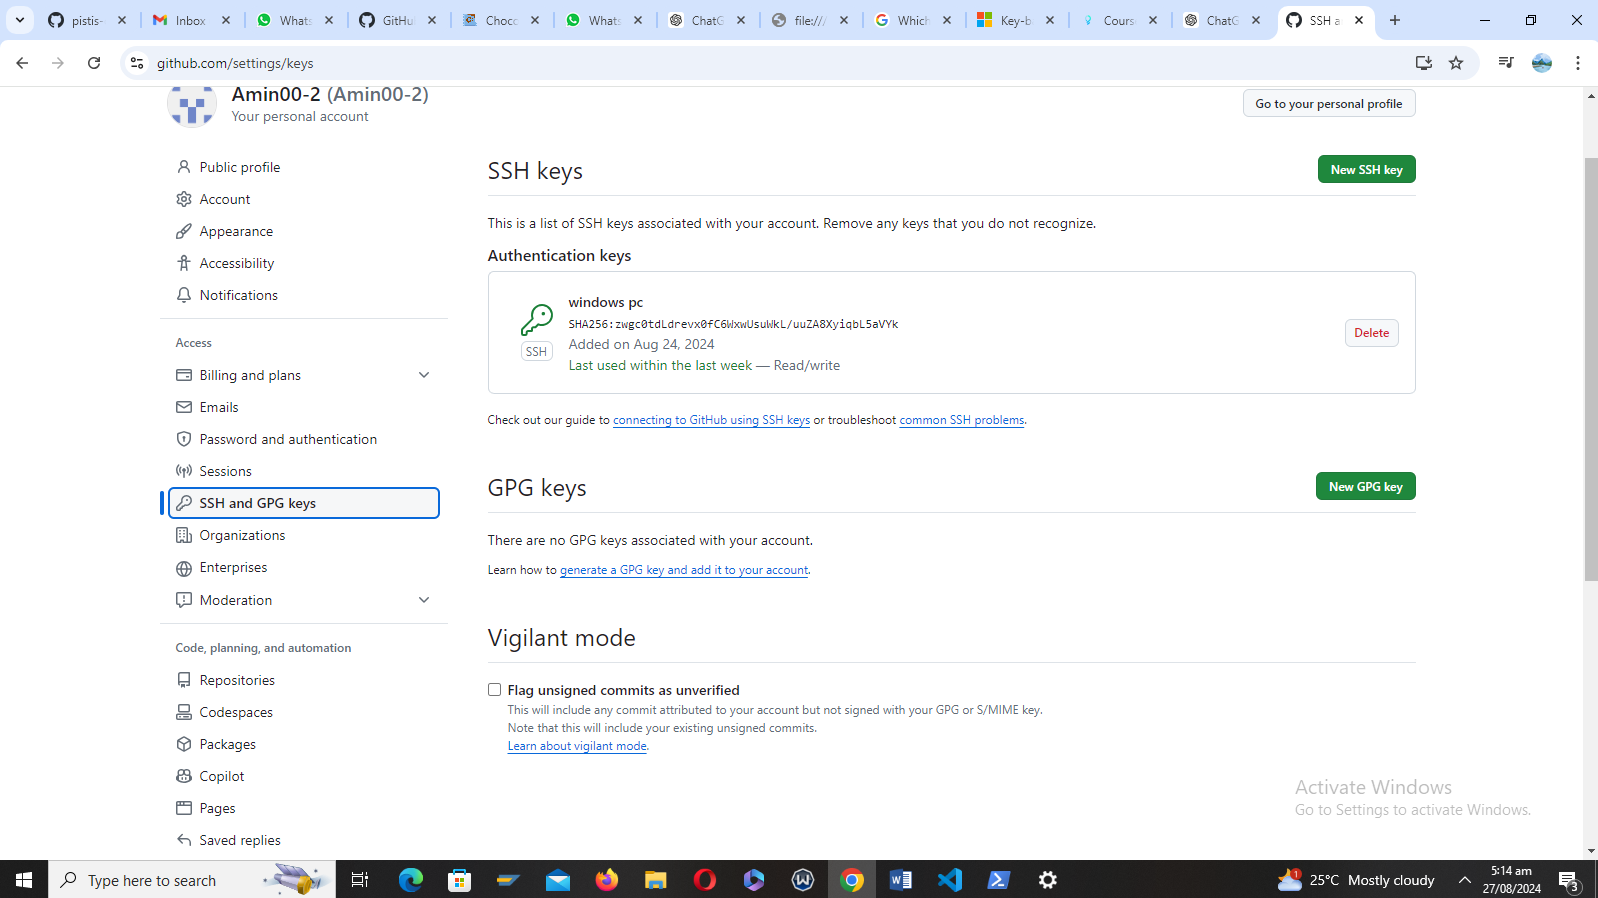 pistis-
Inbox
Whats
GitHu
Choco
Whats
ChatG
file:///
Which
Key-b
Cours
ChatG
SSH a
github.com/settings/keys
Amin00-2 (Amin00-2)
Your personal account
Go to your personal profile
Public profile
Account
Appearance
Accessibility
Notifications
Access
Billing and plans
Emails
Password and authentication
Sessions
SSH and GPG keys
Organizations
Enterprises
Moderation
Code, planning, and automation
Repositories
Codespaces
Packages
Copilot
Pages
Saved replies
SSH keys
New SSH key
This is a list of SSH keys associated with your account. Remove any keys that you do not recognize.
Authentication keys
windows pc
SHA256:zwgc0tdLdrevx0fC6WxwUsuWkL/uuZA8XyiqbL5aVYk
SSH
Added on Aug 24, 2024
Last used within the last week — Read/write
Delete
Check out our guide to connecting to GitHub using SSH keys or troubleshoot common SSH problems.
GPG keys
New GPG key
There are no GPG keys associated with your account.
Learn how to generate a GPG key and add it to your account.
Vigilant mode
Flag unsigned commits as unverified
This will include any commit attributed to your account but not signed with your GPG or S/MIME key.
Note that this will include your existing unsigned commits.
Learn about vigilant mode.
Activate Windows
Go to Settings to activate Windows.
Type here to search
1
25°C Mostly cloudy
5:14 am
27/08/2024
3